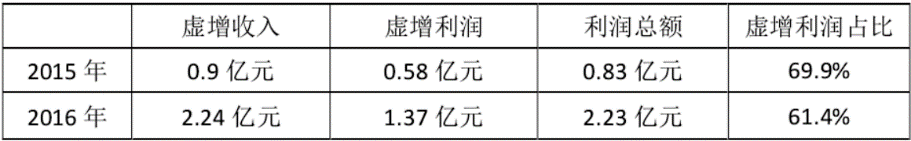 虚增收入 虚增利润 利润总额 虚增利润占比
2015 年 0.9 亿元 0.58 亿元 0.83 亿元 69.9%
2016 年 2.24 亿元 1.37 亿元 2.23 亿元 61.4%